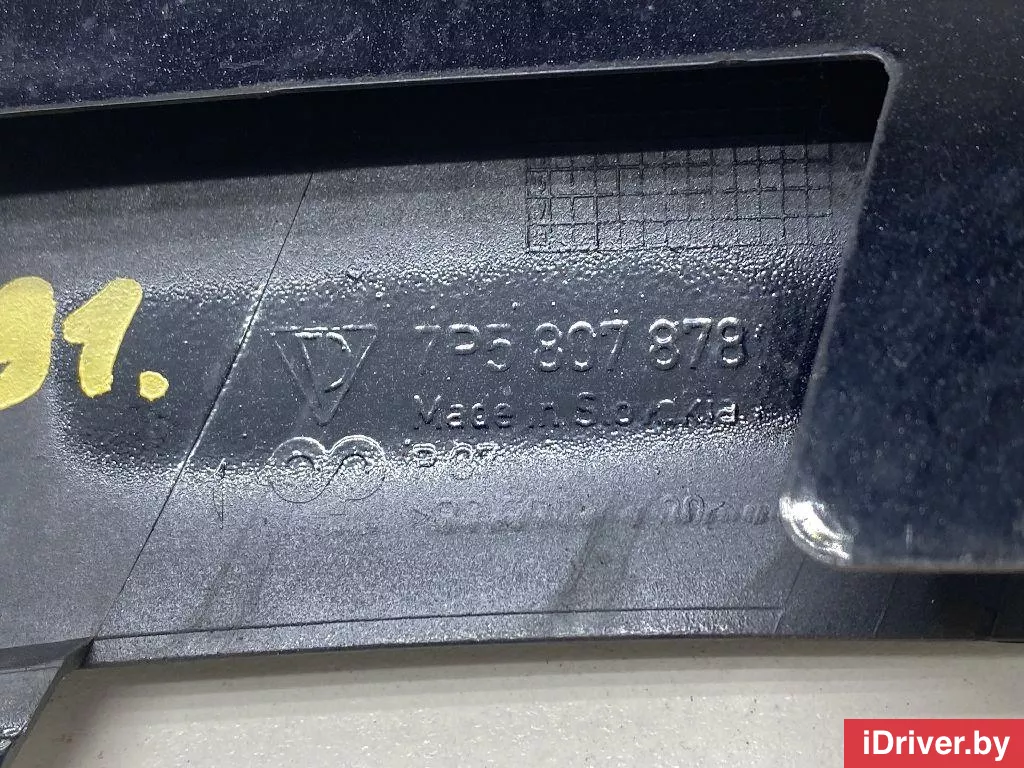 91.
7P5 807 878
Made in Slovakia
iDriver.by